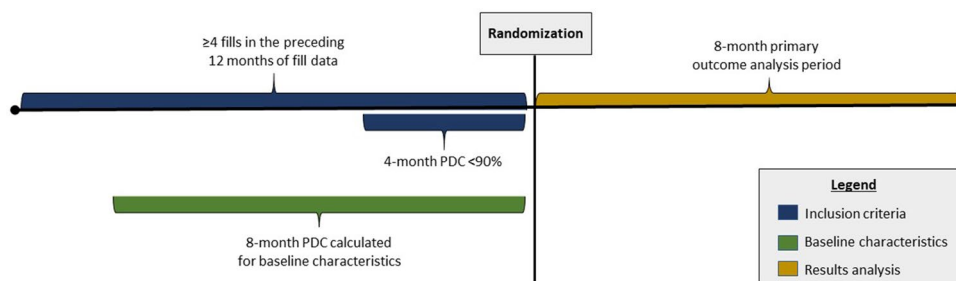 Randomization
≥4 fills in the preceding
12 months of fill data
8-month primary
outcome analysis period
4-month PDC <90%
8-month PDC calculated
for baseline characteristics
Legend
Inclusion criteria
Baseline characteristics
Results analysis